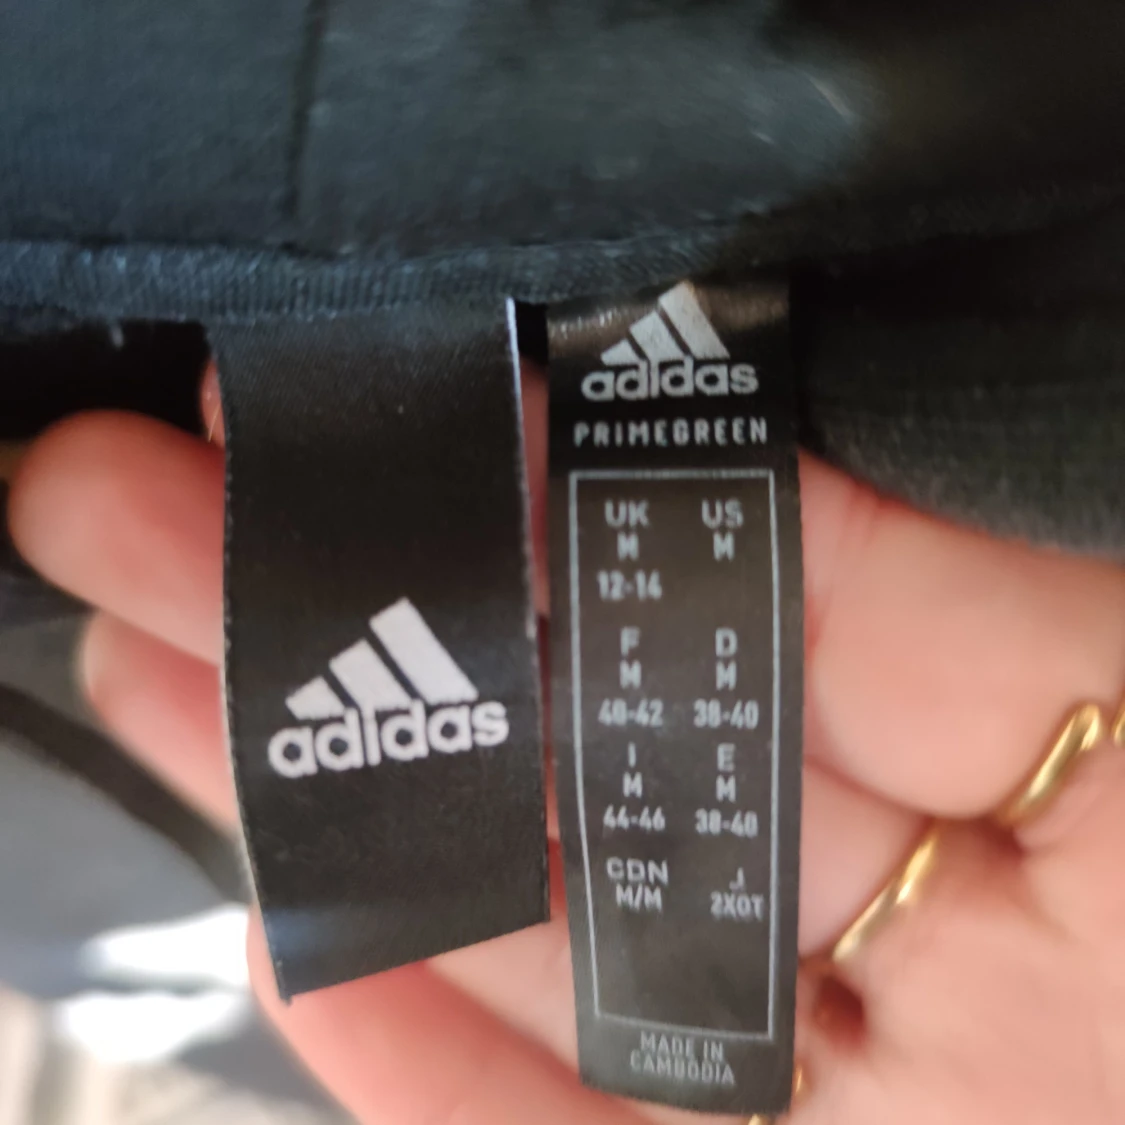 adidas
adidas
PRIMEGREEN
UK US
M M
12-14
F D
M M
40-42 38-40
I E
M M
44-46 38-40
CDN J
M/M 2XOT
MADE IN
CAMBODIA